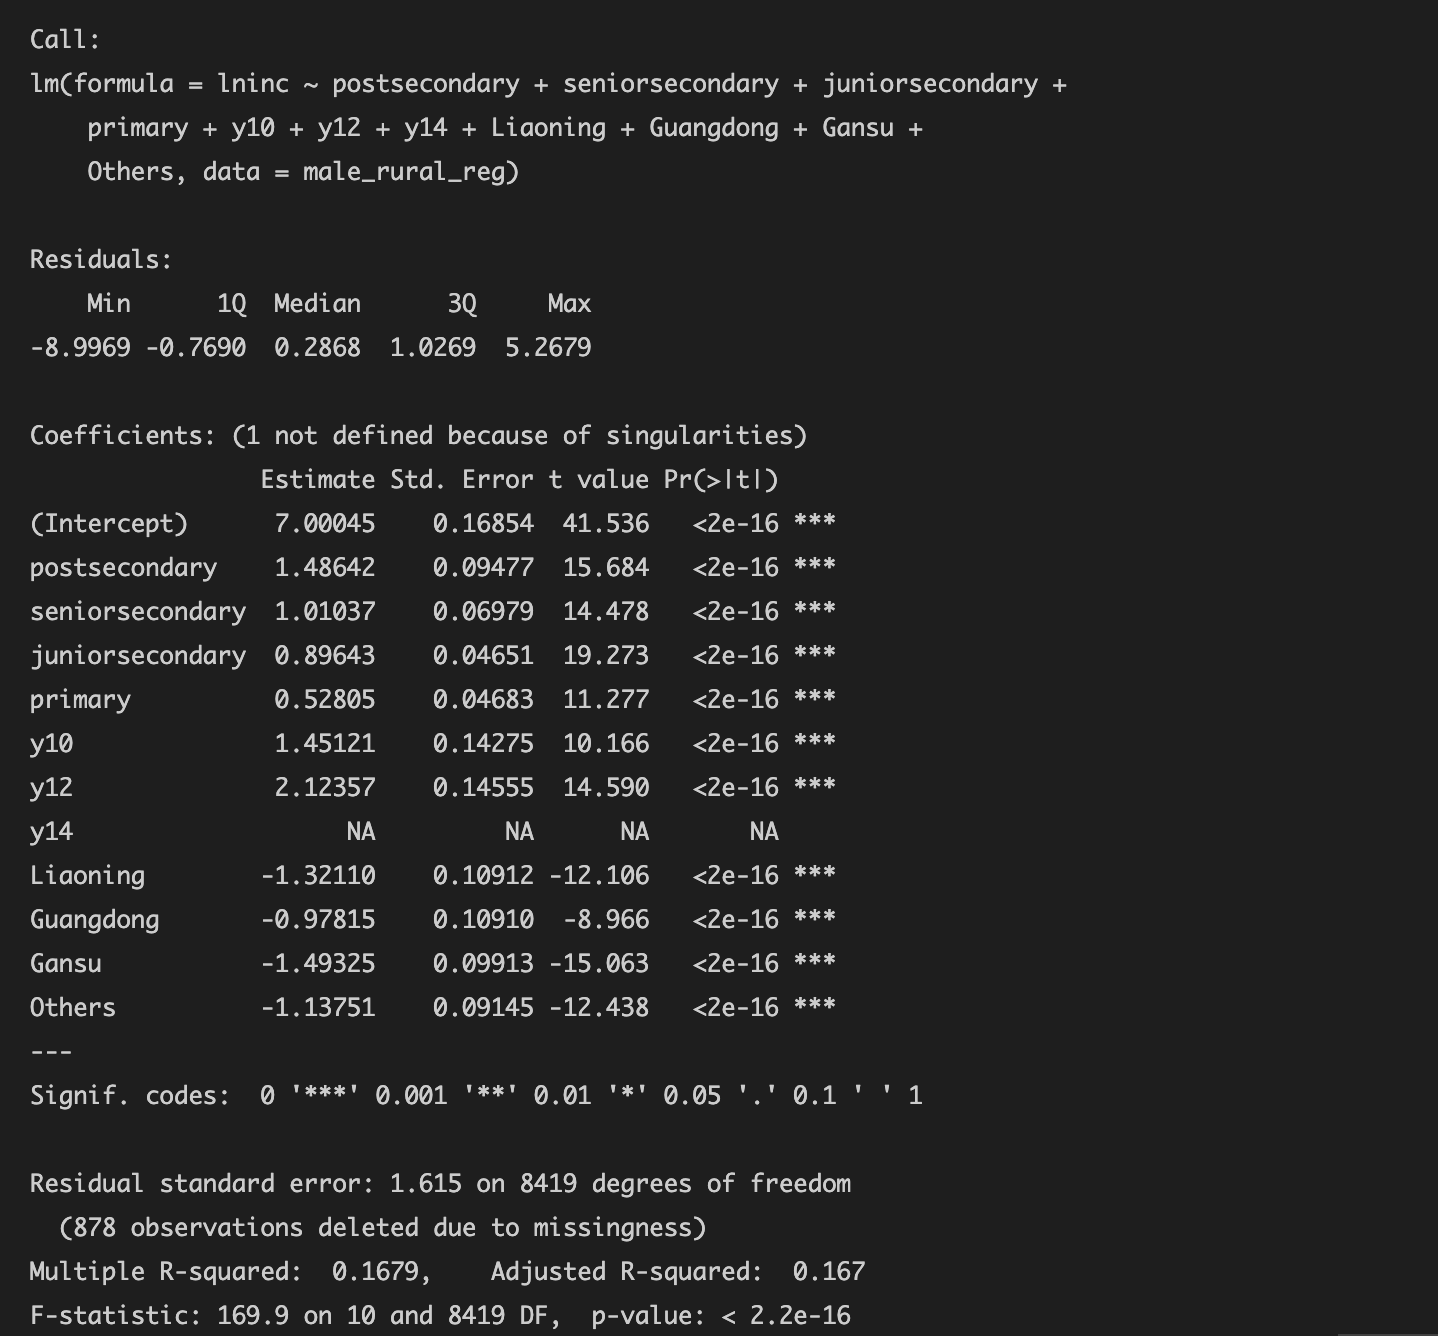 Call:
lm(formula = lninc ~ postsecondary + seniorsecondary + juniorsecondary +
    primary + y10 + y12 + y14 + Liaoning + Guangdong + Gansu +
    Others, data = male_rural_reg)

Residuals:
    Min      1Q  Median      3Q     Max
-8.9969 -0.7690  0.2868  1.0269  5.2679

Coefficients: (1 not defined because of singularities)
                Estimate Std. Error t value Pr(>|t|)
(Intercept)      7.00045    0.16854  41.536   <2e-16 ***
postsecondary    1.48642    0.09477  15.684   <2e-16 ***
seniorsecondary  1.01037    0.06979  14.478   <2e-16 ***
juniorsecondary  0.89643    0.04651  19.273   <2e-16 ***
primary          0.52805    0.04683  11.277   <2e-16 ***
y10              1.45121    0.14275  10.166   <2e-16 ***
y12              2.12357    0.14555  14.590   <2e-16 ***
y14                   NA         NA      NA       NA
Liaoning        -1.32110    0.10912 -12.106   <2e-16 ***
Guangdong       -0.97815    0.10910  -8.966   <2e-16 ***
Gansu           -1.49325    0.09913 -15.063   <2e-16 ***
Others          -1.13751    0.09145 -12.438   <2e-16 ***
---
Signif. codes:  0 '***' 0.001 '**' 0.01 '*' 0.05 '.' 0.1 ' ' 1

Residual standard error: 1.615 on 8419 degrees of freedom
  (878 observations deleted due to missingness)
Multiple R-squared:  0.1679,    Adjusted R-squared:  0.167
F-statistic: 169.9 on 10 and 8419 DF,  p-value: < 2.2e-16